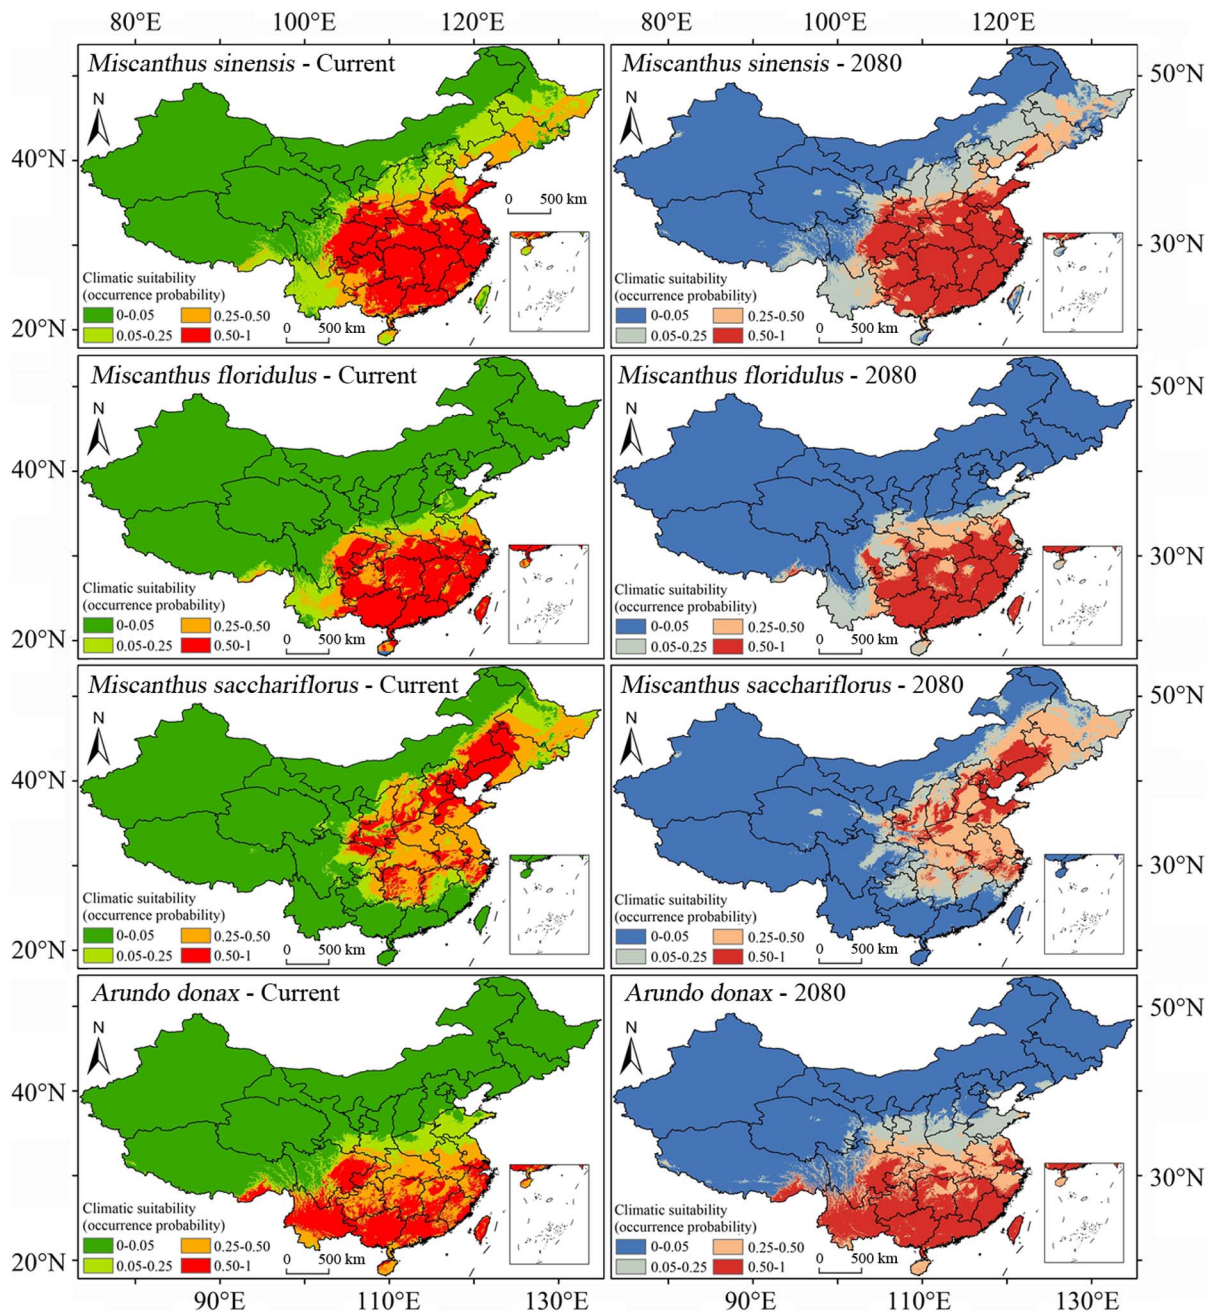 80°E 100°E 120°E 80°E 100°E 120°E
Miscanthus sinensis - Current
N
40°N
20°N
0 500 km
Climatic suitability
(occurrence probability)
0-0.05 0.25-0.50
0.05-0.25 0.50-1
0 500 km
Miscanthus sinensis - 2080
N
50°N
30°N
Climatic suitability
(occurrence probability)
0-0.05 0.25-0.50
0.05-0.25 0.50-1
0 500 km
Miscanthus floridulus - Current
N
40°N
20°N
Climatic suitability
(occurrence probability)
0-0.05 0.25-0.50
0.05-0.25 0.50-1
0 500 km
Miscanthus floridulus - 2080
N
50°N
30°N
Climatic suitability
(occurrence probability)
0-0.05 0.25-0.50
0.05-0.25 0.50-1
0 500 km
Miscanthus sacchariflorus - Current
N
40°N
20°N
Climatic suitability
(occurrence probability)
0-0.05 0.25-0.50
0.05-0.25 0.50-1
0 500 km
Miscanthus sacchariflorus - 2080
N
50°N
30°N
Climatic suitability
(occurrence probability)
0-0.05 0.25-0.50
0.05-0.25 0.50-1
0 500 km
Arundo donax - Current
N
40°N
20°N
Climatic suitability
(occurrence probability)
0-0.05 0.25-0.50
0.05-0.25 0.50-1
0 500 km
Arundo donax - 2080
N
50°N
30°N
Climatic suitability
(occurrence probability)
0-0.05 0.25-0.50
0.05-0.25 0.50-1
0 500 km
90°E 110°E 130°E 90°E 110°E 130°E